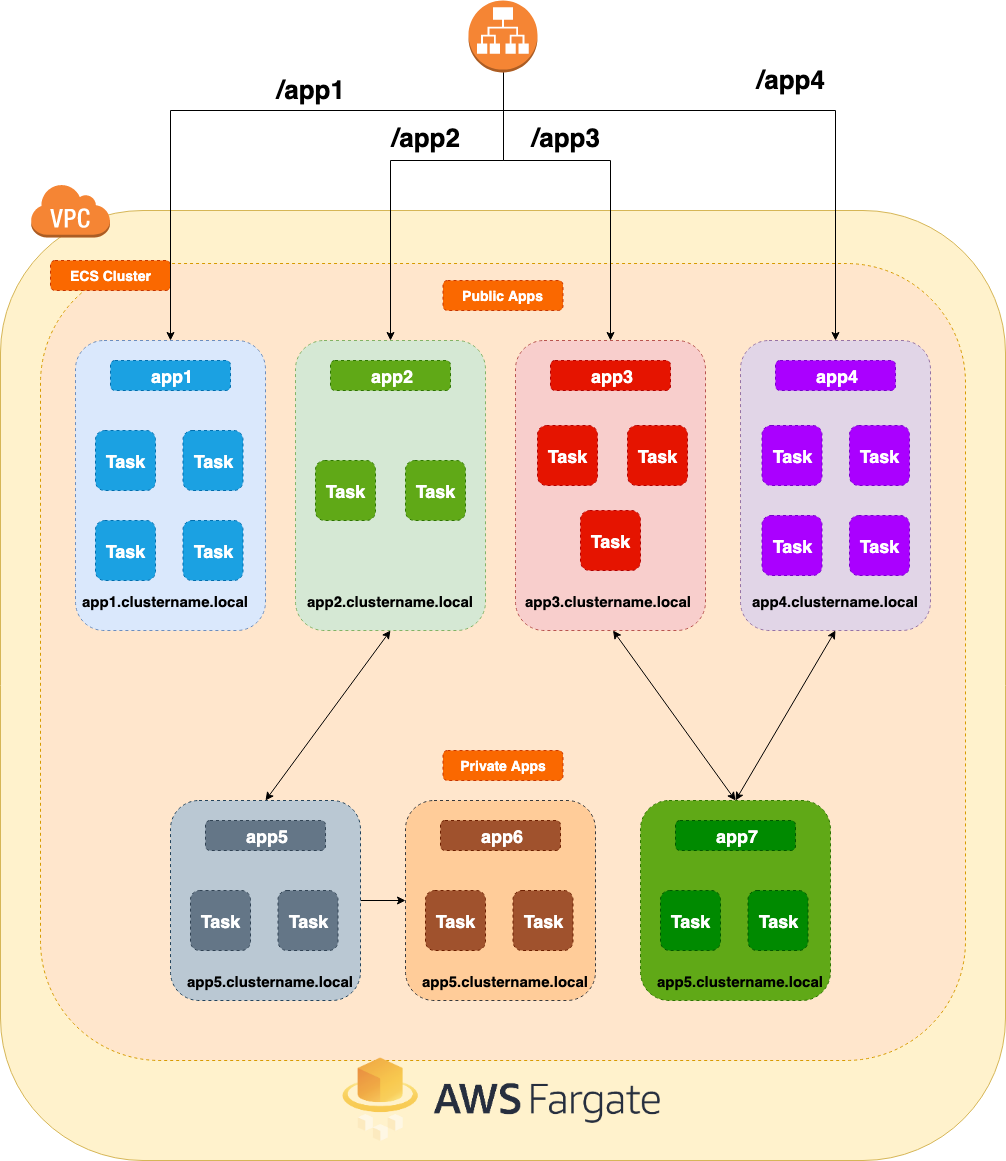 /app1
/app4
/app2
/app3
VPC
ECS Cluster
Public Apps
app1
app2
app3
app4
Task Task
Task Task
app1.clustername.local
Task Task
app2.clustername.local
Task Task
Task
app3.clustername.local
Task Task
Task Task
app4.clustername.local
Private Apps
app5
app6
app7
Task Task
app5.clustername.local
Task Task
app5.clustername.local
Task Task
app5.clustername.local
AWS Fargate